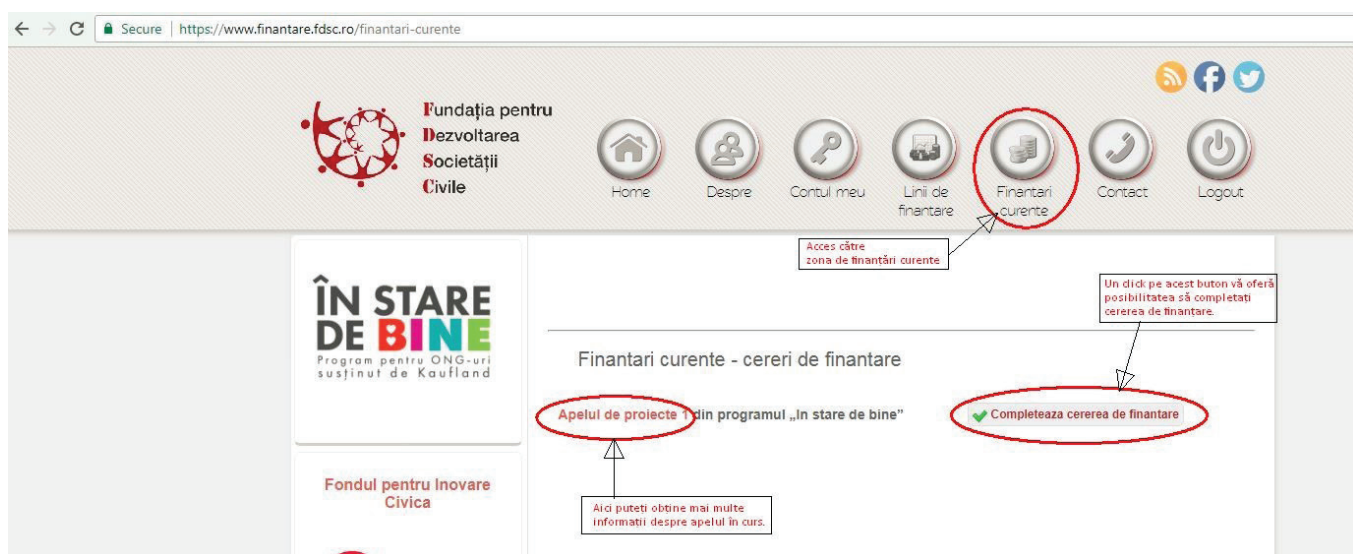 Secure | https://www.finantare.fdsc.ro/finantari-curente
Fundația pentru
Dezvoltarea
Societății
Civile
Home
Despre
Contul meu
Linii de
finantare
Finantari
curente
Contact
Logout
Acces către
zona de finanțări curente
Un click pe acest buton vă oferă
posibilitatea să completați
cererea de finanțare.
ÎN STARE
DE BINE
Program pentru ONG-uri
susținut de Kaufland
Finantari curente - cereri de finantare
Apelul de proiecte 1 din programul „In stare de bine”
Completeaza cererea de finantare
Fondul pentru Inovare
Civica
Aici puteți obține mai multe
informații despre apelul în curs.